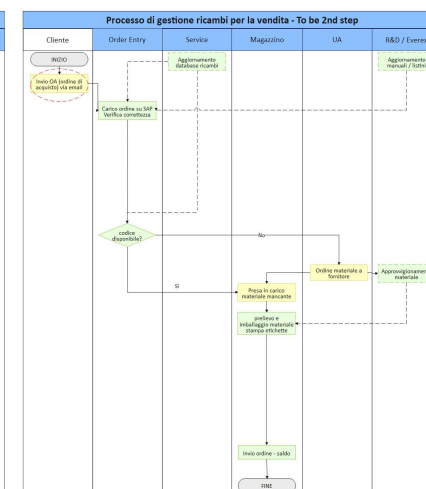 Processo di gestione ricambi per la vendita - To be 2nd step
Cliente
Order Entry
Service
Magazzino
UA
R&D / Everex
INIZIO
Aggiornamento
database ricambi
Aggiornamento
manuali / listini
Invio OA (ordine di
acquisto) via email
Carico ordine su SAP
Verifica correttezza
codice
disponibile?
No
Ordine materiale a
fornitore
materiale
Si
Presa in carico
materiale mancante
prelievo e
imballaggio materiale
stampa etichette
Invio ordine - saldo
FINE